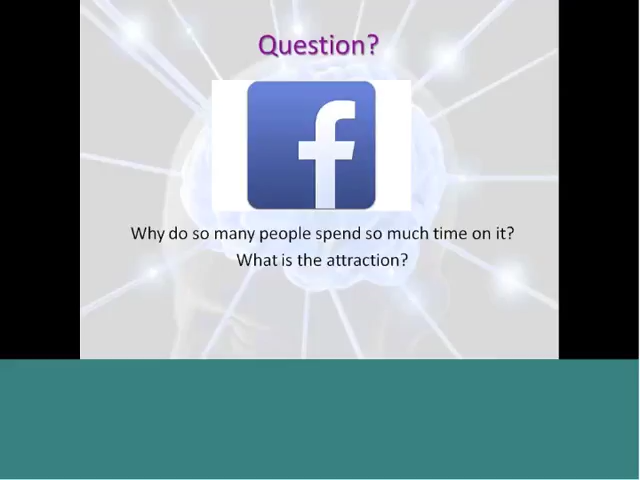 Question?
f
Why do so many people spend so much time on it?
What is the attraction?